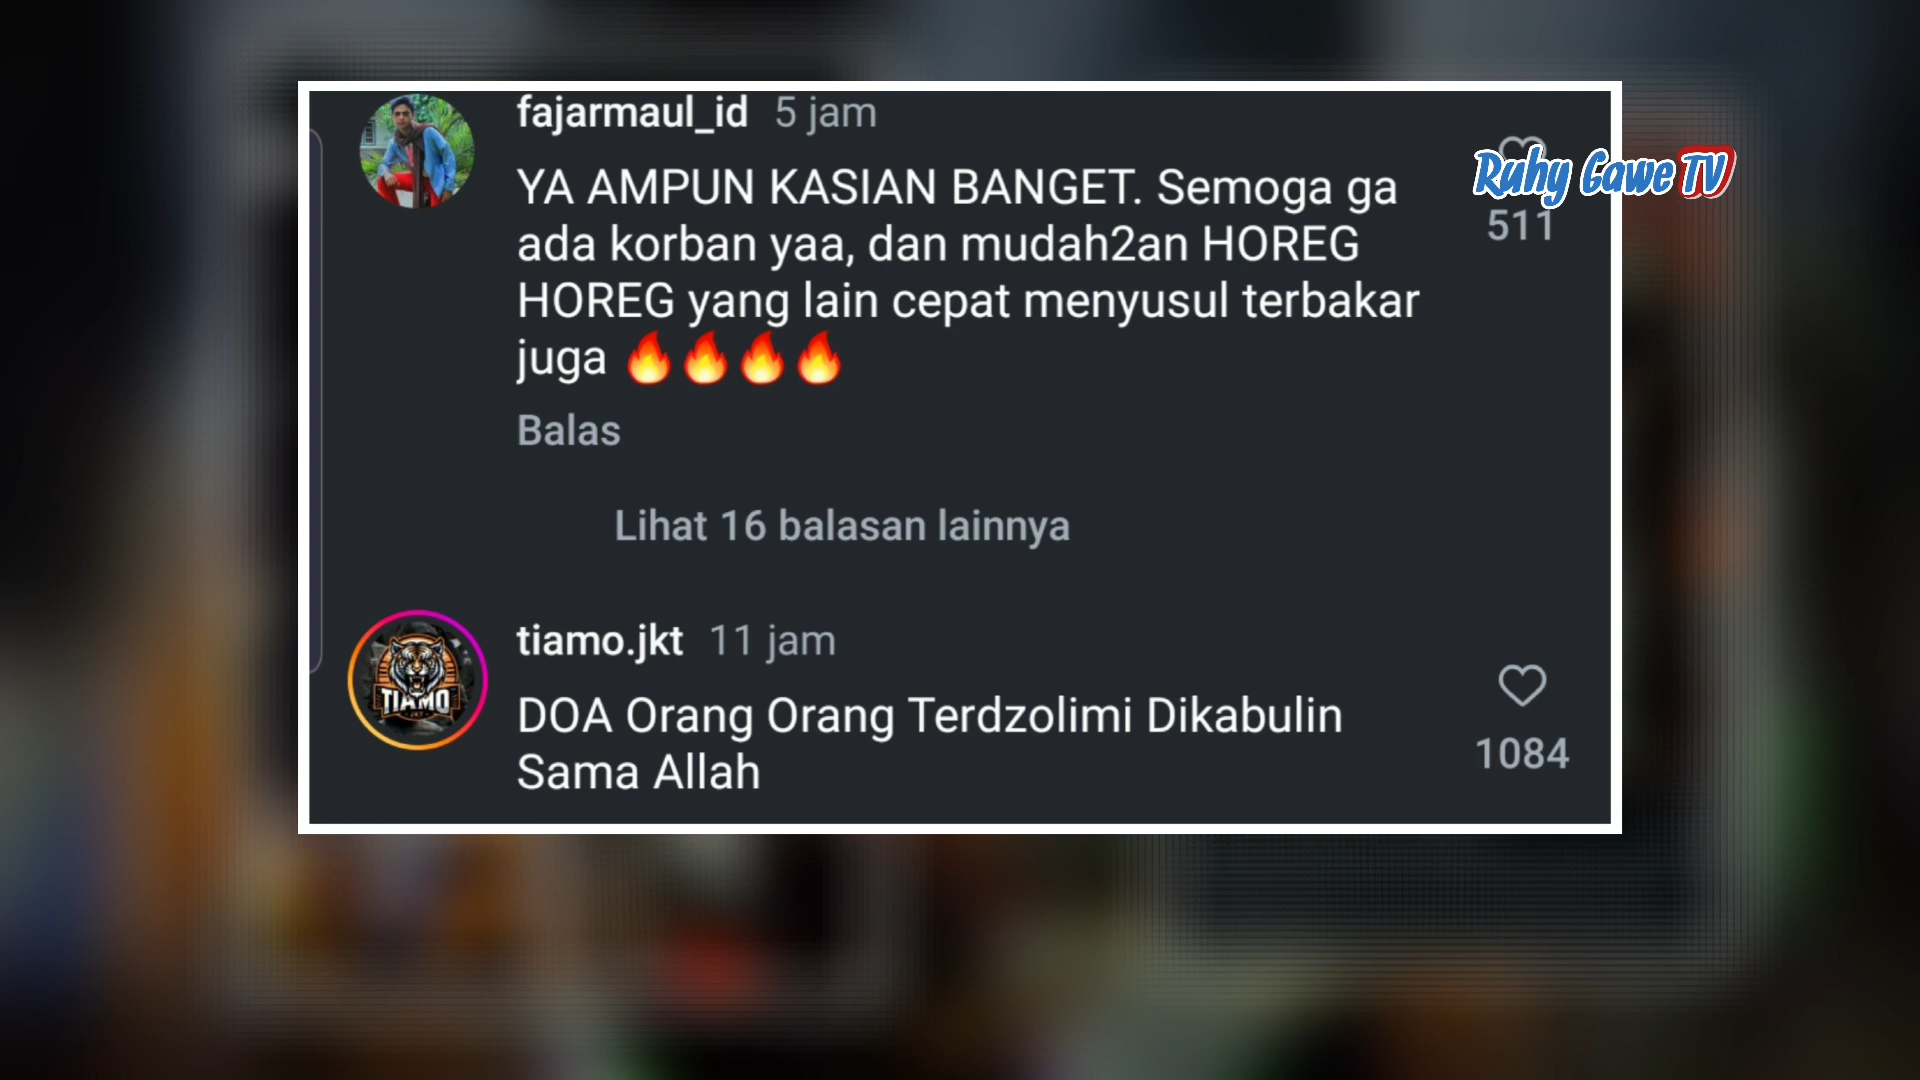 fajarmaul_id 5 jam
YA AMPUN KASIAN BANGET. Semoga ga
ada korban yaa, dan mudah2an HOREG
HOREG yang lain cepat menyusul terbakar
juga 🔥🔥🔥🔥
Rahy Gawe TV
511
Balas
Lihat 16 balasan lainnya
tiamo.jkt 11 jam
TIAMO
JKT
DOA Orang Orang Terdzolimi Dikabulin
Sama Allah
1084